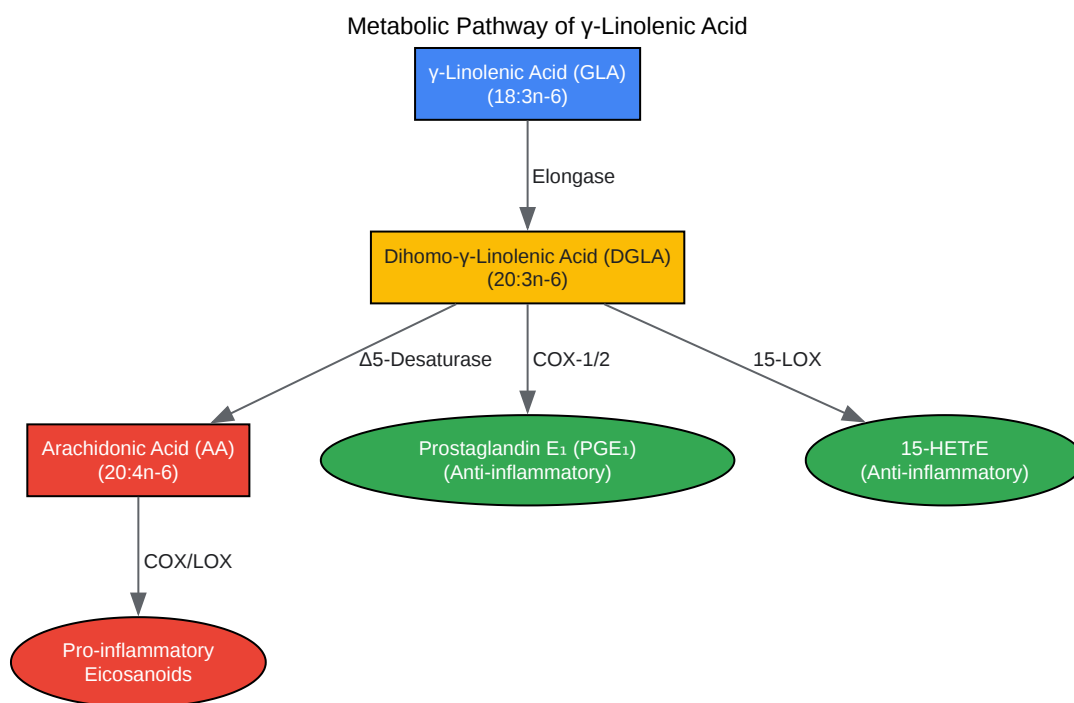 Metabolic Pathway of γ-Linolenic Acid
γ-Linolenic Acid (GLA)
(18:3n-6)
Elongase
Dihomo-γ-Linolenic Acid (DGLA)
(20:3n-6)
Δ5-Desaturase
COX-1/2
15-LOX
Arachidonic Acid (AA)
(20:4n-6)
Prostaglandin E₁ (PGE₁)
(Anti-inflammatory)
15-HETrE
(Anti-inflammatory)
COX/LOX
Pro-inflammatory
Eicosanoids